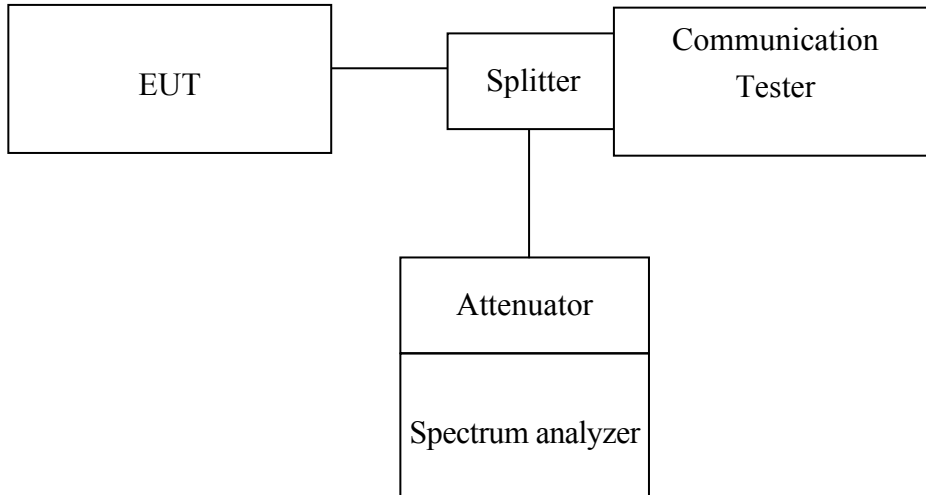 EUT
Splitter
Communication
Tester
Attenuator
Spectrum analyzer